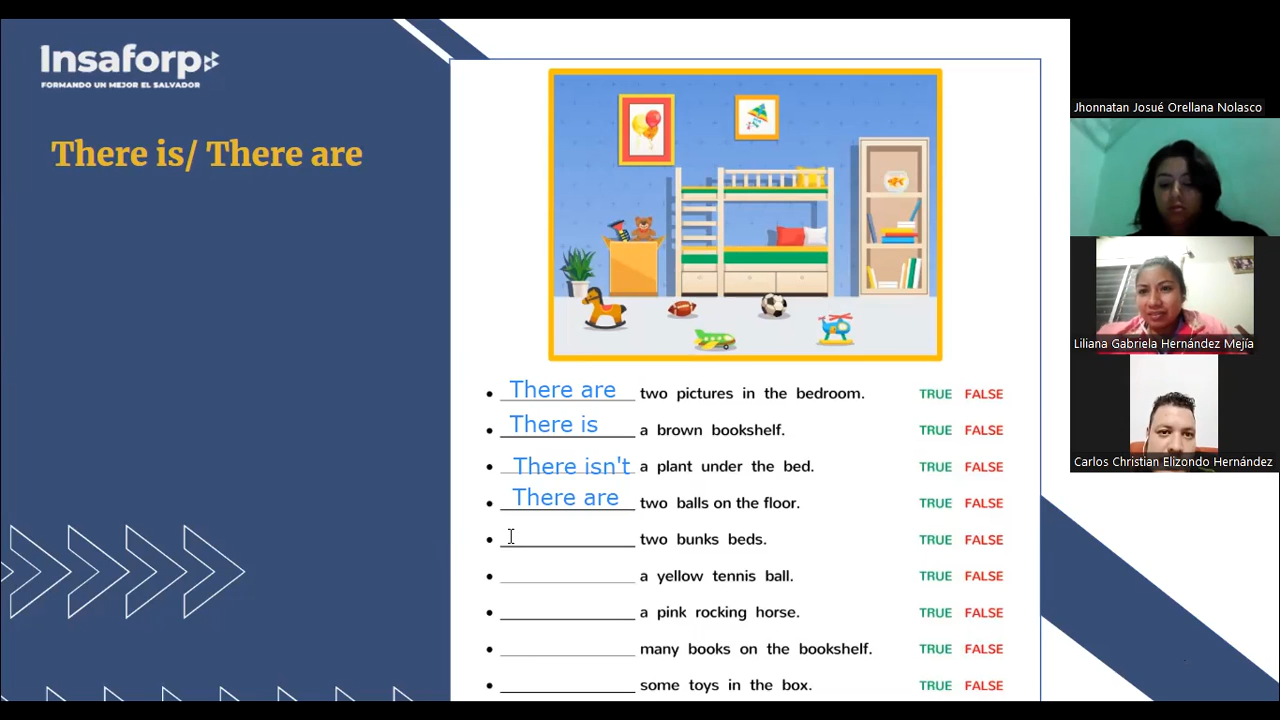 Insaforp
FORMANDO UN MEJOR EL SALVADOR
There is/ There are
There are two pictures in the bedroom. TRUE FALSE
There is a brown bookshelf. TRUE FALSE
There isn't a plant under the bed. TRUE FALSE
There are two balls on the floor. TRUE FALSE
two bunks beds. TRUE FALSE
a yellow tennis ball. TRUE FALSE
a pink rocking horse. TRUE FALSE
many books on the bookshelf. TRUE FALSE
some toys in the box. TRUE FALSE
Jhonnatan Josué Orellana Nolasco
Liliana Gabriela Hernández Mejía
Carlos Christian Elizondo Hernández